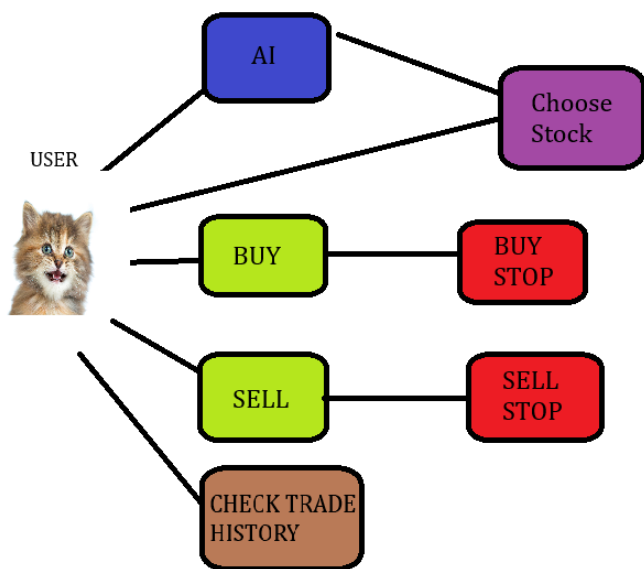 AI
Choose
Stock
USER
BUY
BUY
STOP
SELL
SELL
STOP
CHECK TRADE
HISTORY